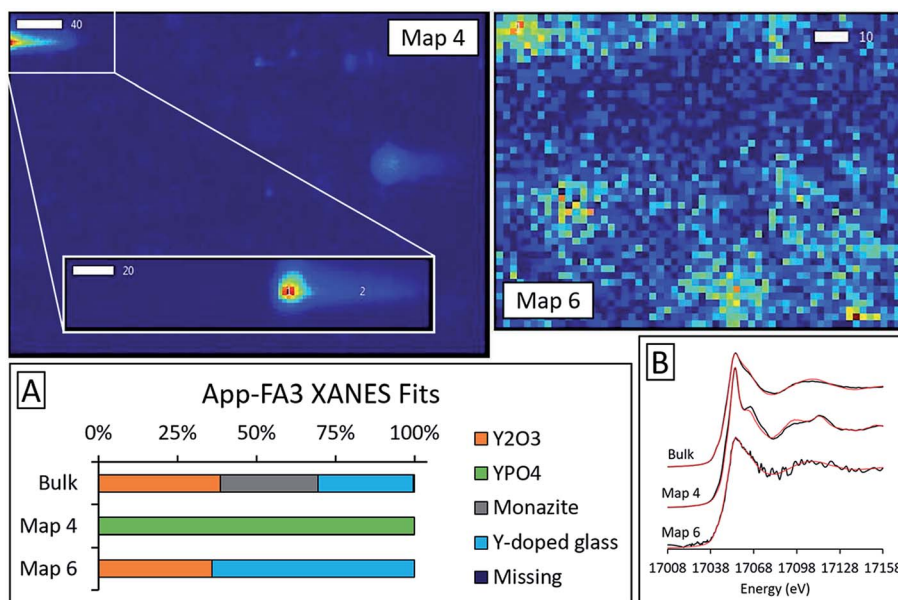 40
Map 4
10
20
2
Map 6
A
App-FA3 XANES Fits
0% 25% 50% 75% 100%
Bulk
Map 4
Map 6
Y2O3
YPO4
Monazite
Y-doped glass
Missing
B
Bulk
Map 4
Map 6
17008 17038 17068 17098 17128 17158
Energy (eV)